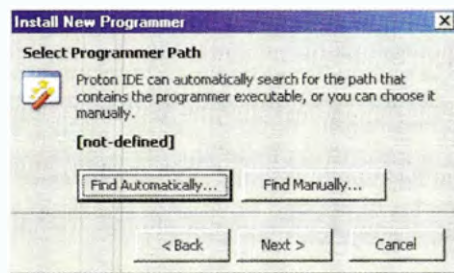 Install New Programmer
Select Programmer Path
Proton IDE can automatically search for the path that
contains the programmer executable, or you can choose it
manually.
[not-defined]
Find Automatically... Find Manually...
< Back Next > Cancel